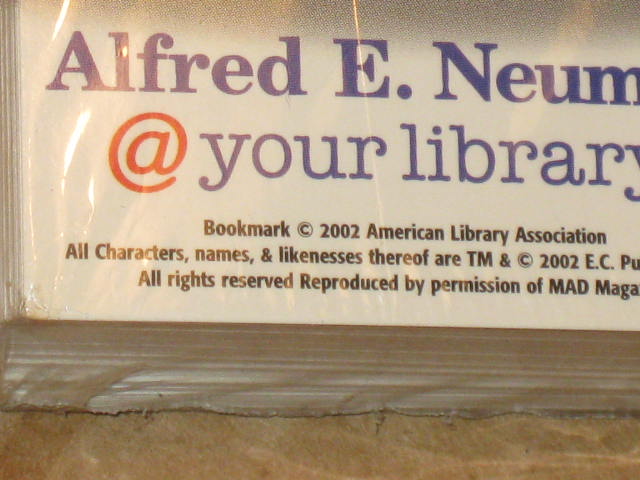 Alfred E. Neum
@ your library
Bookmark © 2002 American Library Association
All Characters, names, & likenesses thereof are TM & © 2002 E.C. Pu
All rights reserved Reproduced by permission of MAD Maga